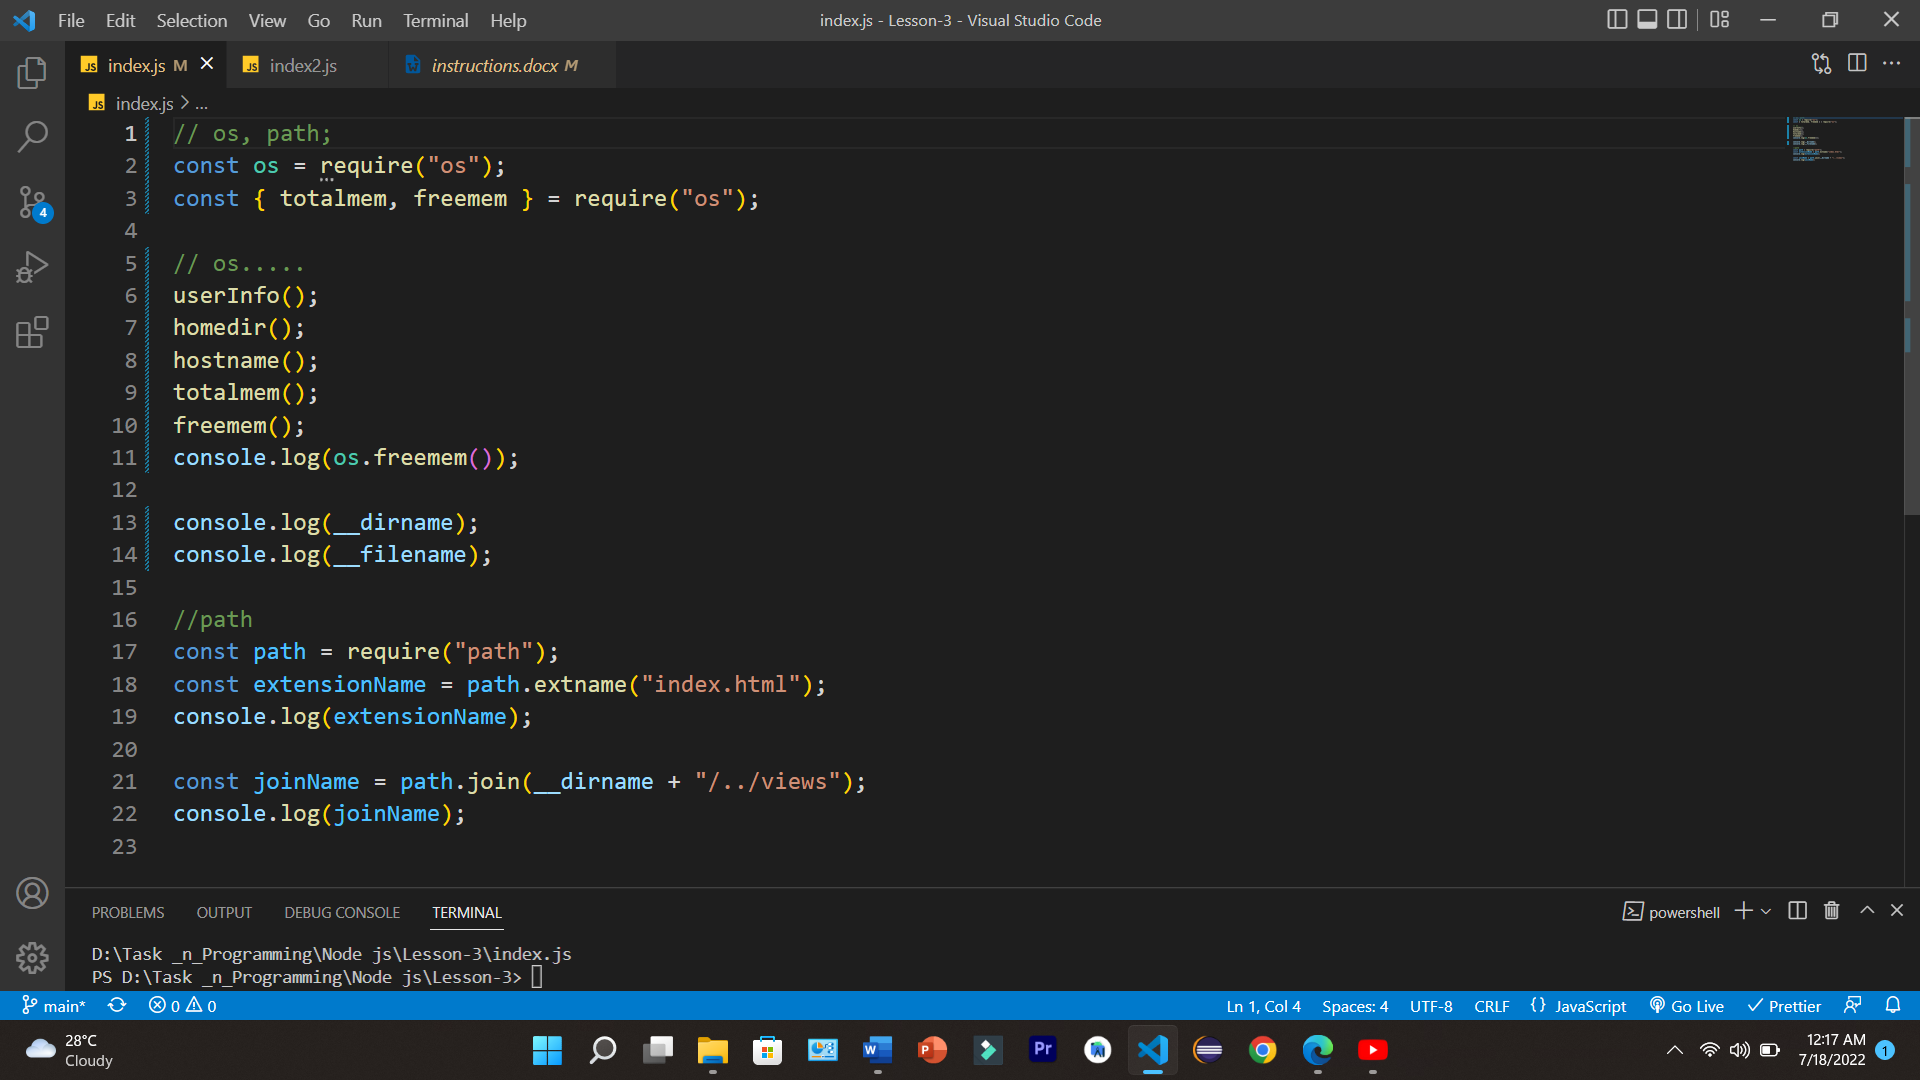 File Edit Selection View Go Run Terminal Help
index.js - Lesson-3 - Visual Studio Code
JS index.js M
JS index2.js
instructions.docx M
JS index.js > ...
1 // os, path;
2 const os = require("os");
3 const { totalmem, freemem } = require("os");
4
5 // os.....
6 userInfo();
7 homedir();
8 hostname();
9 totalmem();
10 freemem();
11 console.log(os.freemem());
12
13 console.log(__dirname);
14 console.log(__filename);
15
16 //path
17 const path = require("path");
18 const extensionName = path.extname("index.html");
19 console.log(extensionName);
20
21 const joinName = path.join(__dirname + "/../views");
22 console.log(joinName);
23
4
PROBLEMS OUTPUT DEBUG CONSOLE TERMINAL
powershell
D:\Task _n_Programming\Node js\Lesson-3\index.js
PS D:\Task _n_Programming\Node js\Lesson-3>
main* 0 0
Ln 1, Col 4 Spaces: 4 UTF-8 CRLF {} JavaScript Go Live Prettier
28°C
Cloudy
W P Pr
12:17 AM
7/18/2022
1